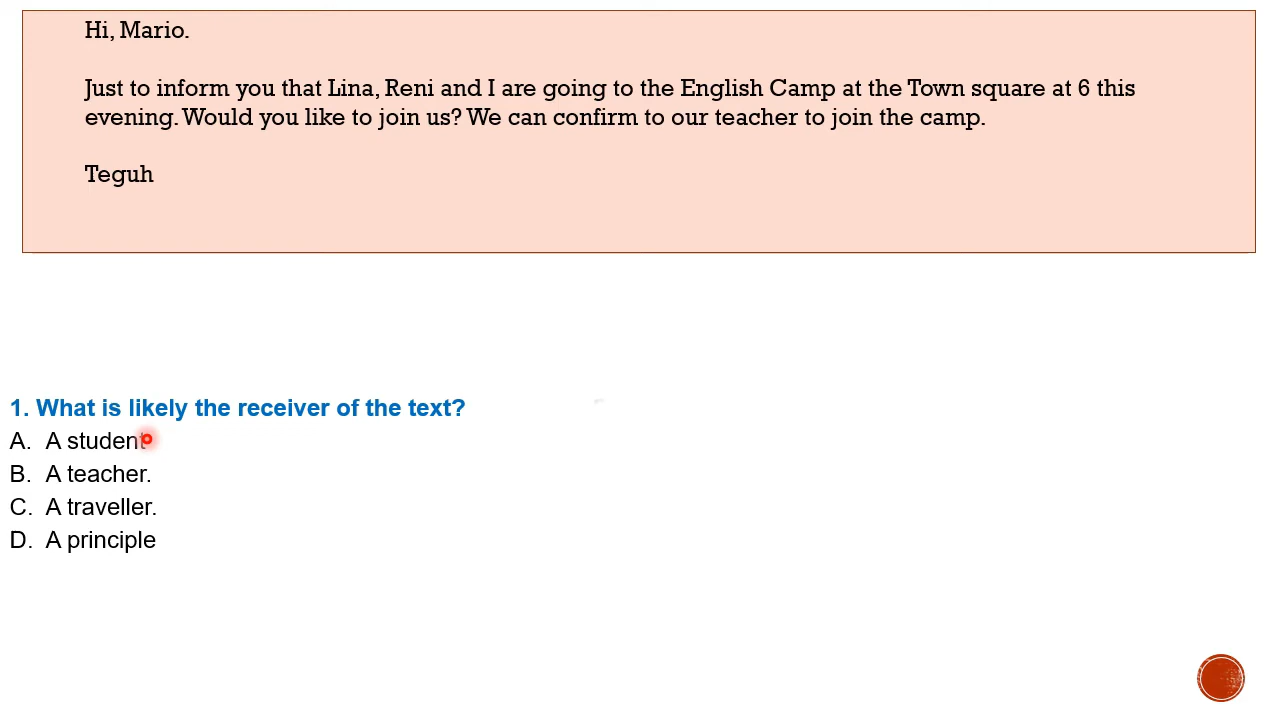 Hi, Mario.
Just to inform you that Lina, Reni and I are going to the English Camp at the Town square at 6 this
evening. Would you like to join us? We can confirm to our teacher to join the camp.
Teguh
1. What is likely the receiver of the text?
A. A student
B. A teacher.
C. A traveller.
D. A principle